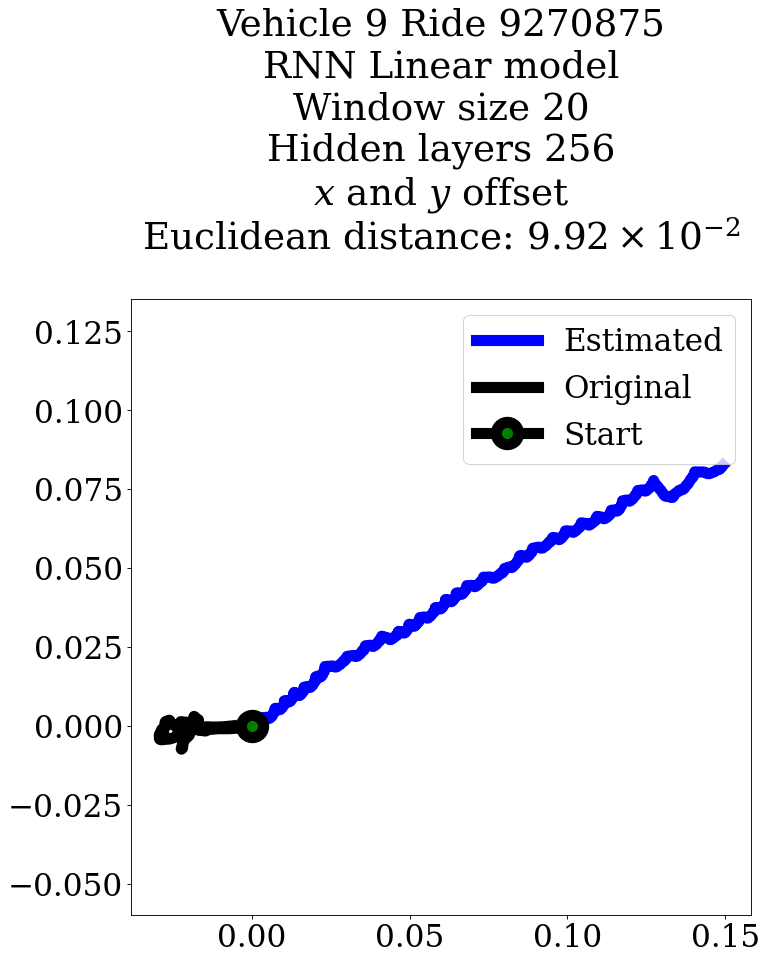 Vehicle 9 Ride 9270875
RNN Linear model
Window size 20
Hidden layers 256
x and y offset
Euclidean distance: 9.92 × 10⁻²
Estimated
Original
Start
0.125
0.100
0.075
0.050
0.025
0.000
−0.025
−0.050
0.00 0.05 0.10 0.15